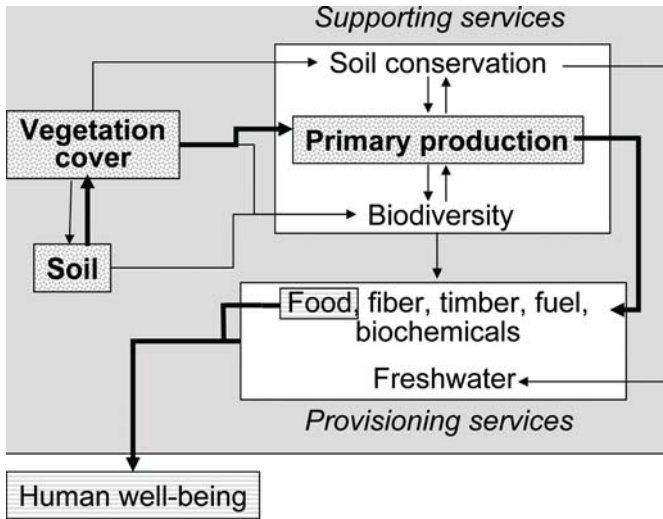 Supporting services
Soil conservation
Vegetation
cover
Primary production
Biodiversity
Soil
Food, fiber, timber, fuel,
biochemicals
Freshwater
Provisioning services
Human well-being